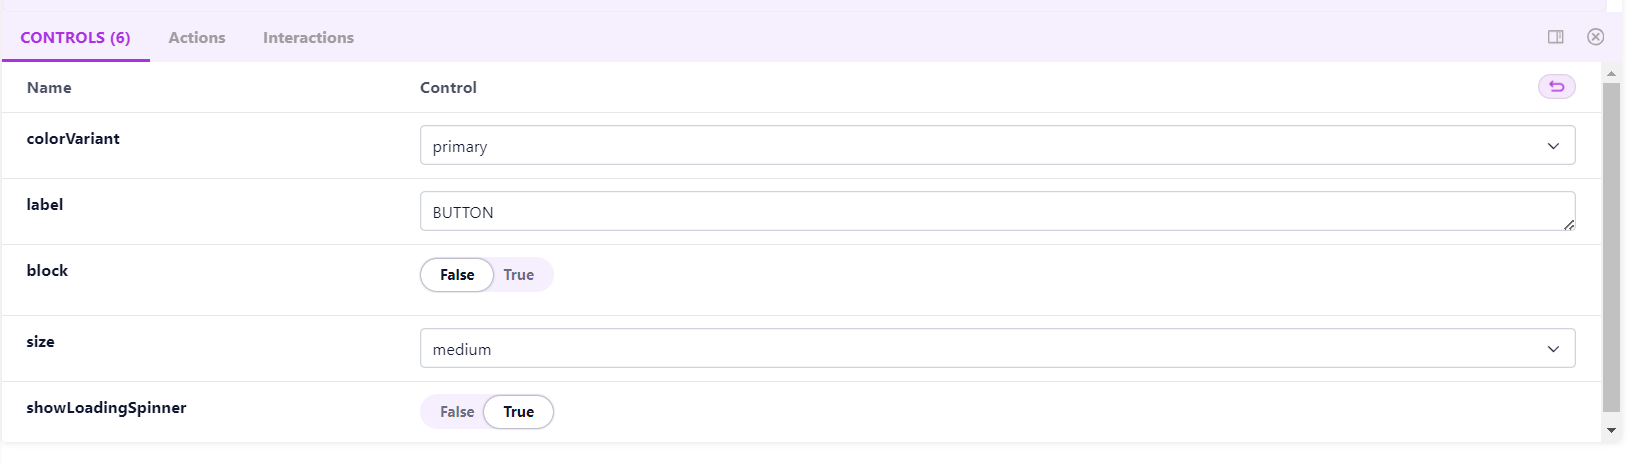 CONTROLS (6) Actions Interactions
Name Control
colorVariant primary
label BUTTON
block False True
size medium
showLoadingSpinner False True